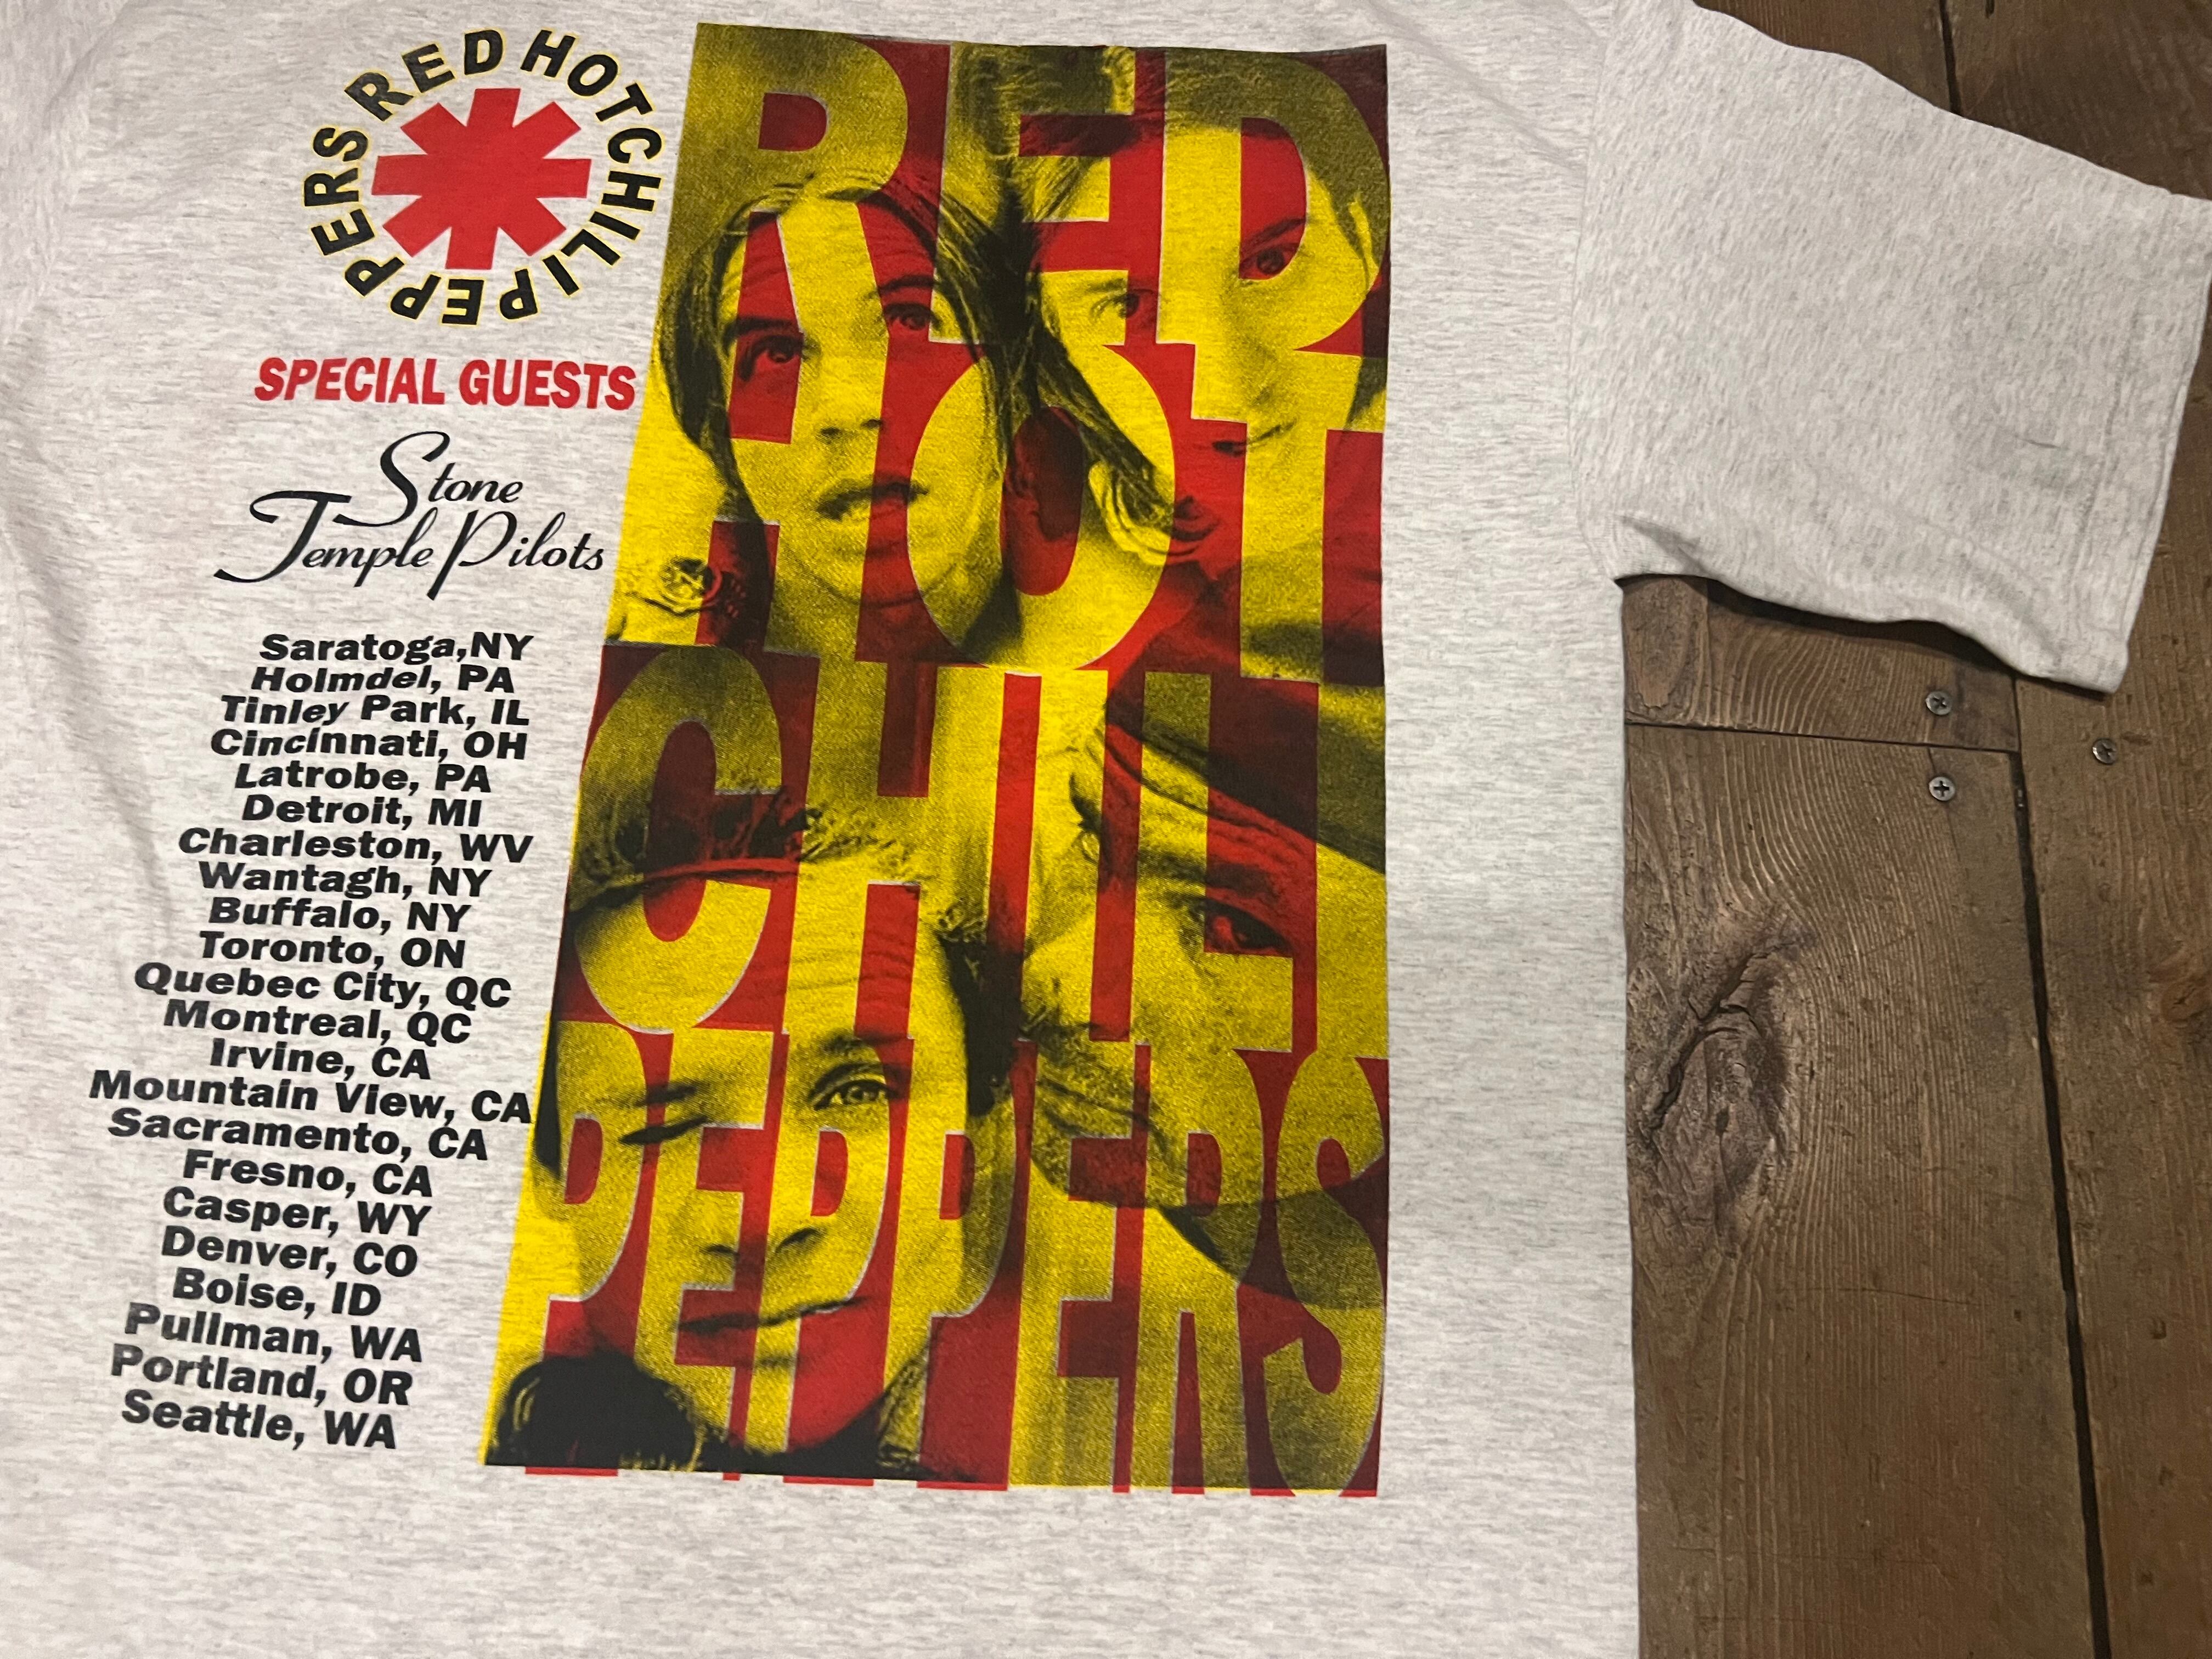 RED HOT CHILI PEPPERS
SPECIAL GUESTS
Stone
Temple Pilots
Saratoga,NY
Holmdel, PA
Tinley Park, IL
Cincinnati, OH
Latrobe, PA
Detroit, MI
Charleston, WV
Wantagh, NY
Buffalo, NY
Toronto, ON
Quebec City, QC
Montreal, QC
Irvine, CA
Mountain View, CA
Sacramento, CA
Fresno, CA
Casper, WY
Denver, CO
Boise, ID
Pullman, WA
Portland, OR
Seattle, WA
RED
HOT
CHILI
PEPPERS